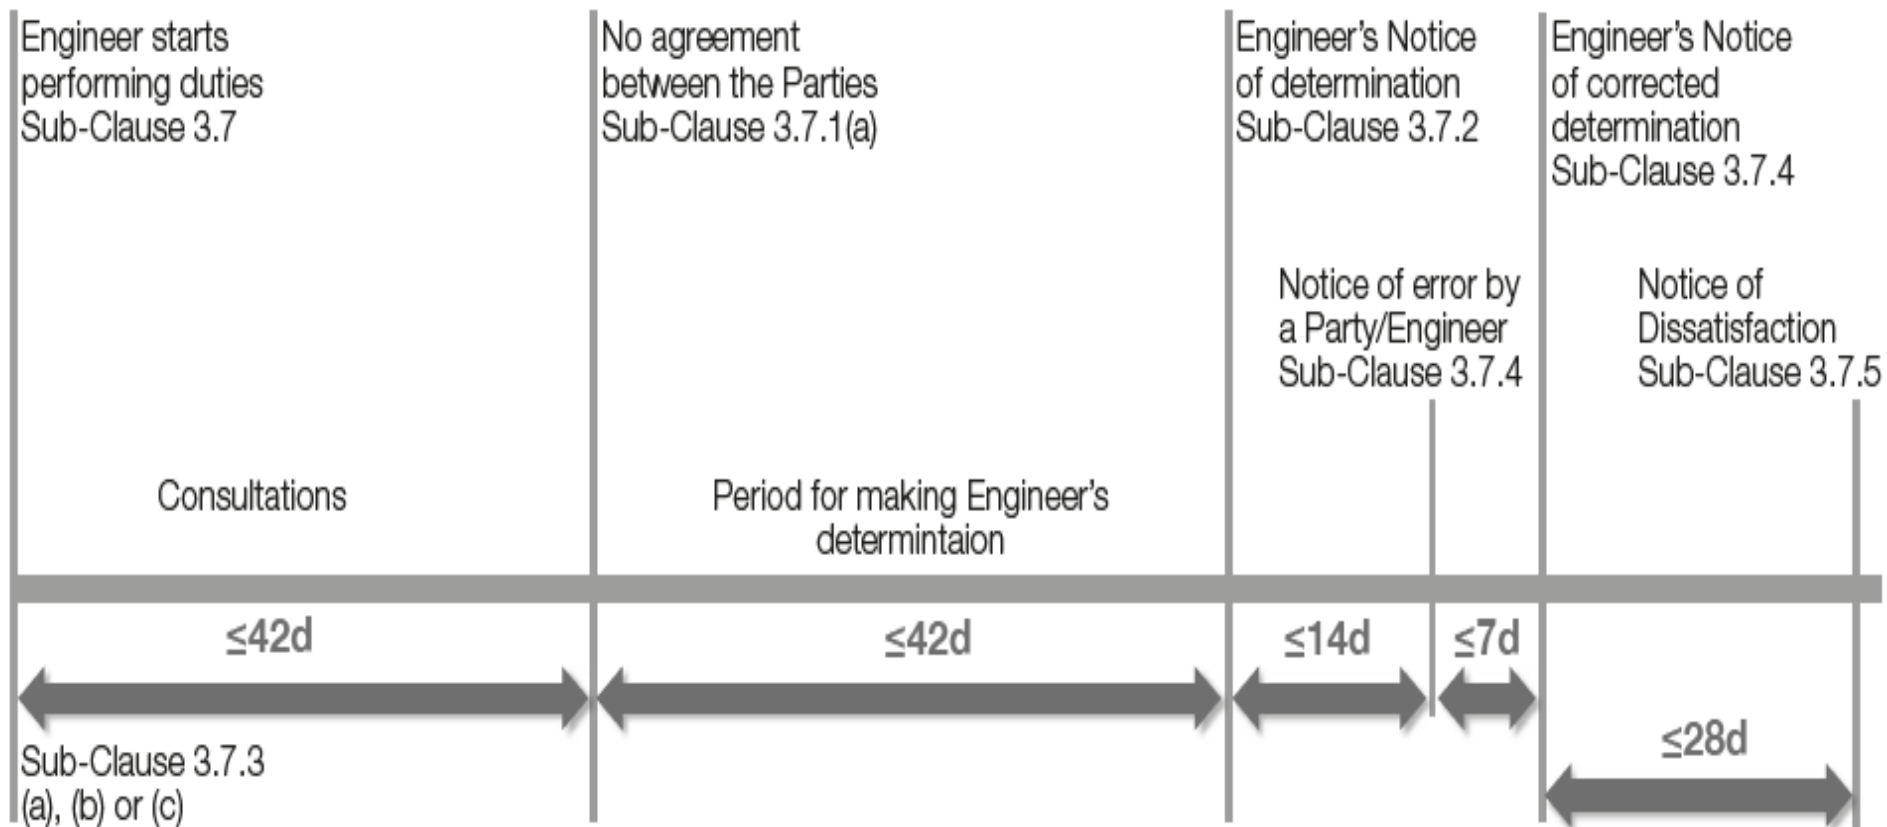 Engineer starts
performing duties
Sub-Clause 3.7
No agreement
between the Parties
Sub-Clause 3.7.1(a)
Engineer's Notice
of determination
Sub-Clause 3.7.2
Engineer's Notice
of corrected
determination
Sub-Clause 3.7.4
Notice of error by
a Party/Engineer
Sub-Clause 3.7.4
Notice of
Dissatisfaction
Sub-Clause 3.7.5
Consultations
Period for making Engineer's
determintaion
≤42d
≤42d
≤14d
≤7d
≤28d
Sub-Clause 3.7.3
(a), (b) or (c)